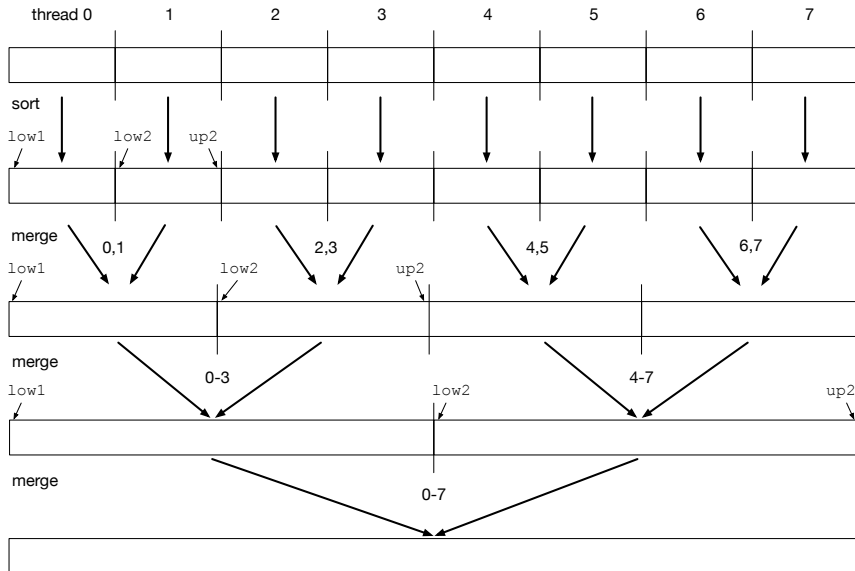 thread 0 1 2 3 4 5 6 7
sort
low1 low2 up2
merge 0,1 2,3 4,5 6,7
low1 low2 up2
merge 0-3 4-7
low1 low2 up2
merge 0-7